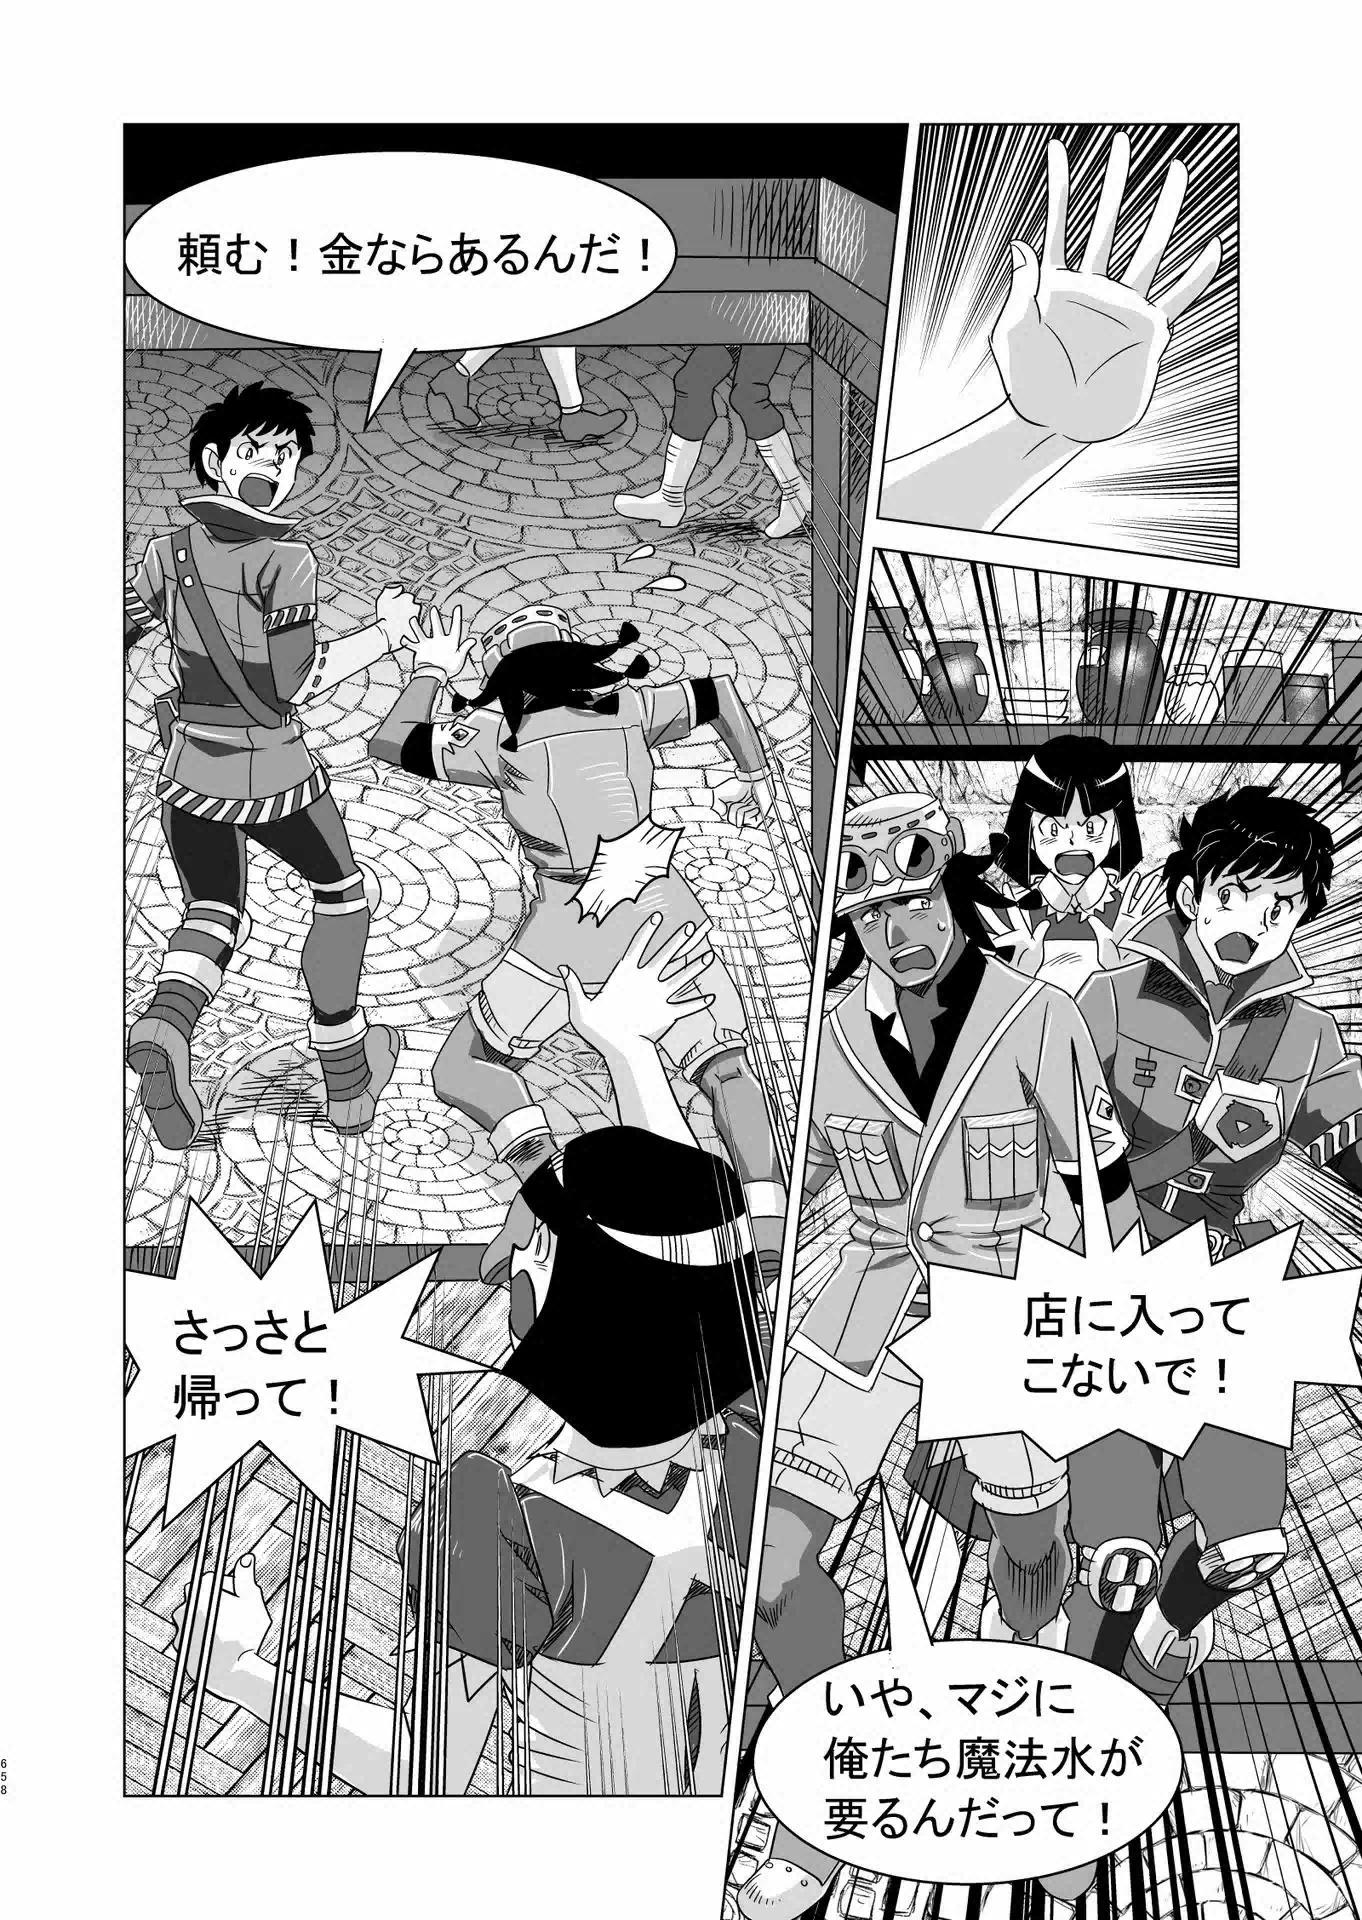 店に入って
こないで！
いや、マジに
俺たち魔法水が
要るんだって！
頼む！金ならあるんだ！
さっさと
帰って！
658